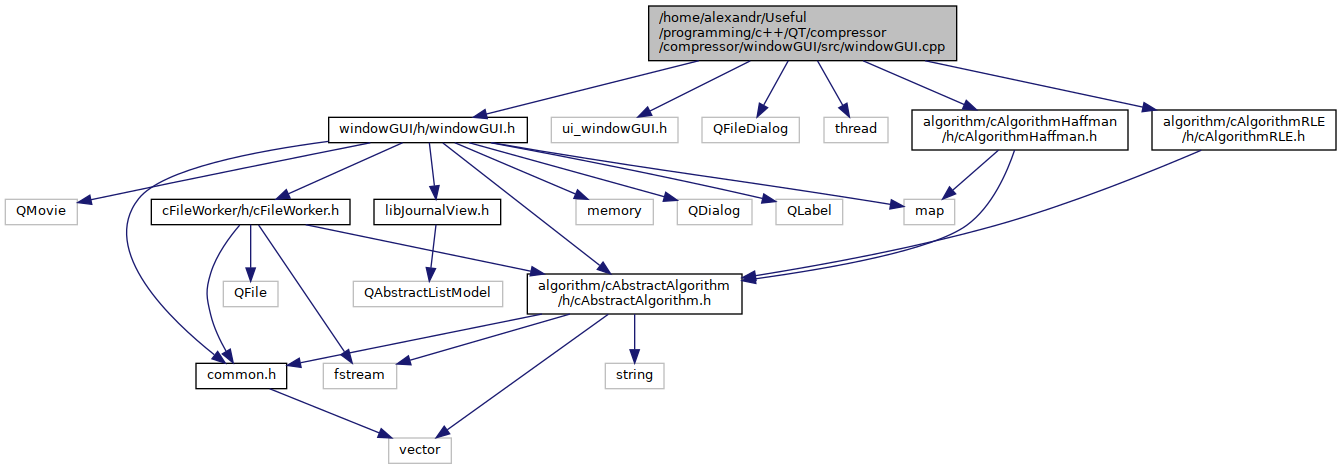 /home/alexandr/Useful
/programming/c++/QT/compressor
/compressor/windowGUI/src/windowGUI.cpp
windowGUI/h/windowGUI.h
ui_windowGUI.h
QFileDialog
thread
algorithm/cAlgorithmHaffman
/h/cAlgorithmHaffman.h
algorithm/cAlgorithmRLE
/h/cAlgorithmRLE.h
QMovie
cFileWorker/h/cFileWorker.h
libJournalView.h
memory
QDialog
QLabel
map
QFile
QAbstractListModel
algorithm/cAbstractAlgorithm
/h/cAbstractAlgorithm.h
common.h
fstream
string
vector